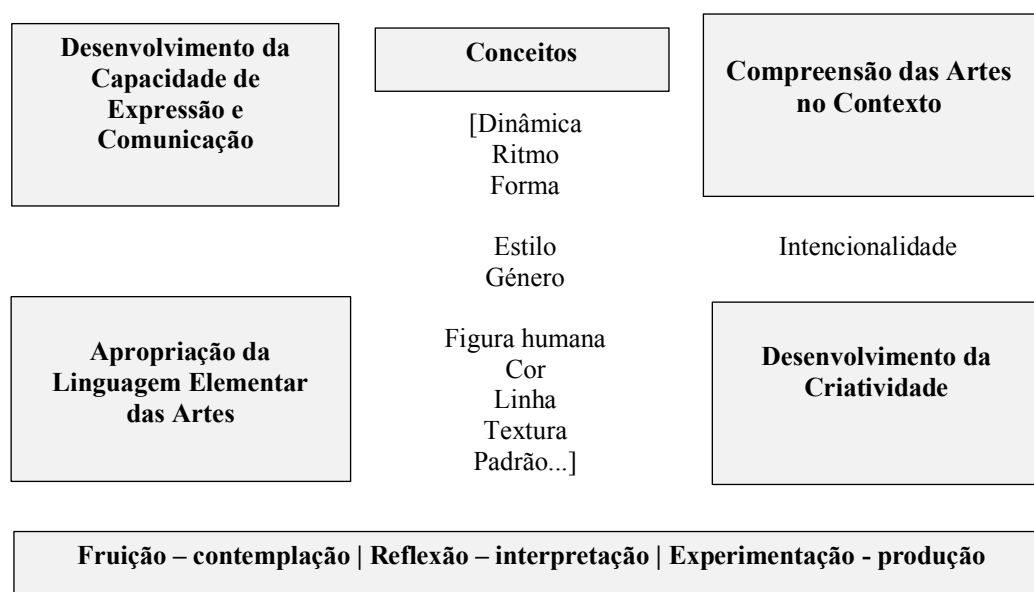 Desenvolvimento da
Capacidade de
Expressão e
Comunicação
Conceitos
[Dinâmica
Ritmo
Forma
Estilo
Género
Figura humana
Cor
Linha
Textura
Padrão...]
Compreensão das Artes
no Contexto
Intencionalidade
Apropriação da
Linguagem Elementar
das Artes
Desenvolvimento da
Criatividade
Fruição – contemplação | Reflexão – interpretação | Experimentação - produção